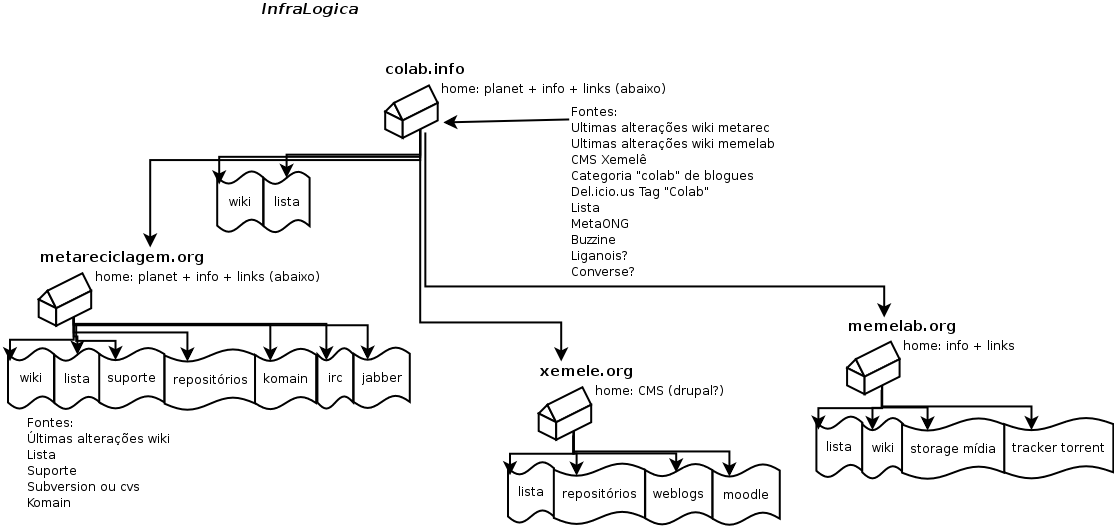 InfraLogica
colab.info
home: planet + info + links (abaixo)
Fontes:
Ultimas alterações wiki metarec
Ultimas alterações wiki memelab
CMS Xemelê
Categoria "colab" de blogues
Del.icio.us Tag "Colab"
Lista
MetaONG
Buzzine
Liganois?
Converse?
wiki
lista
metareciclagem.org
home: planet + info + links (abaixo)
wiki
lista
suporte
repositórios
komain
irc
jabber
Fontes:
Últimas alterações wiki
Lista
Suporte
Subversion ou cvs
Komain
xemele.org
home: CMS (drupal?)
lista
repositórios
weblogs
moodle
memelab.org
home: info + links
lista
wiki
storage mídia
tracker torrent